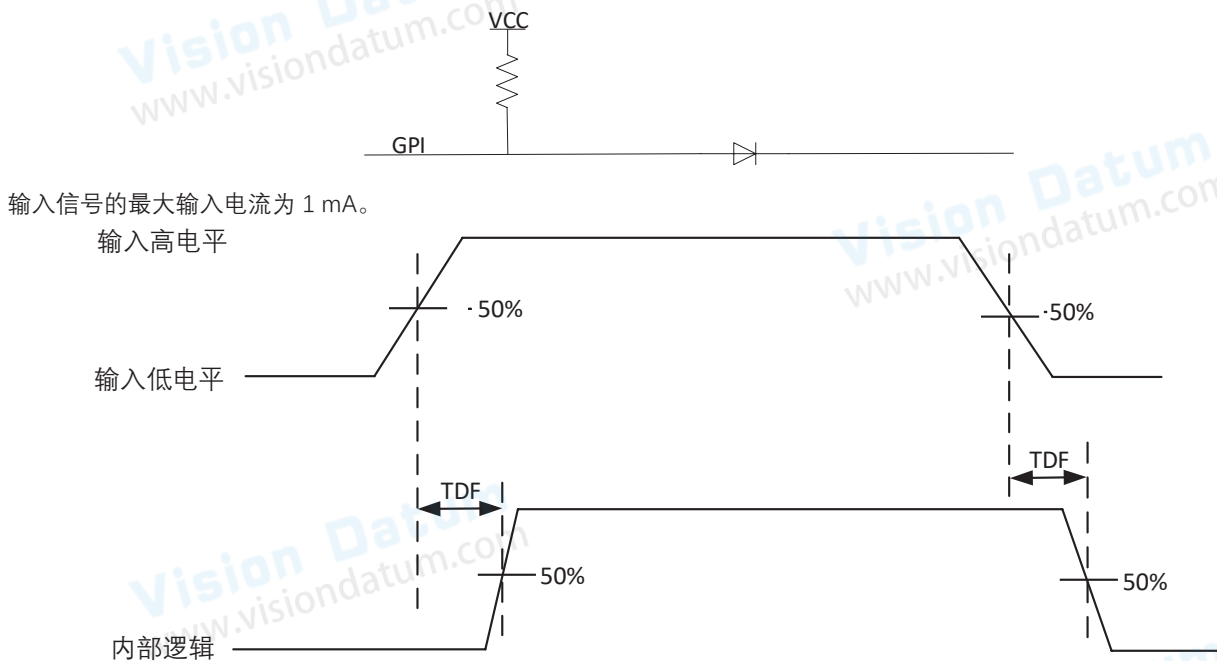 Vision Datum
www.visiondatum.com
VCC
GPI
Vision Datum
www.visiondatum.com
输入信号的最大输入电流为 1 mA。
输入高电平
- 50%
-50%
输入低电平
TDF
TDF
Vision Datum
www.visiondatum.com
50%
50%
内部逻辑